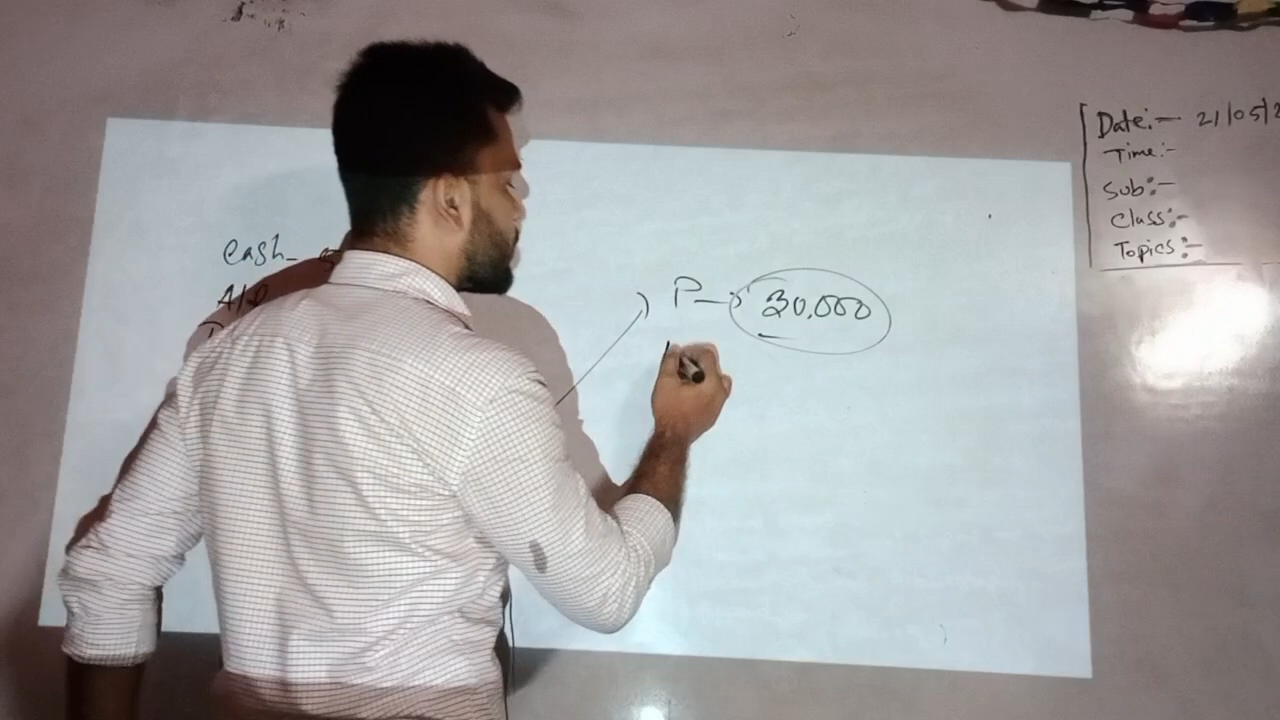 Date:- 21/05/2
Time:-
Sub:-
Class:-
Topics:-
Cash-
P → 30,000